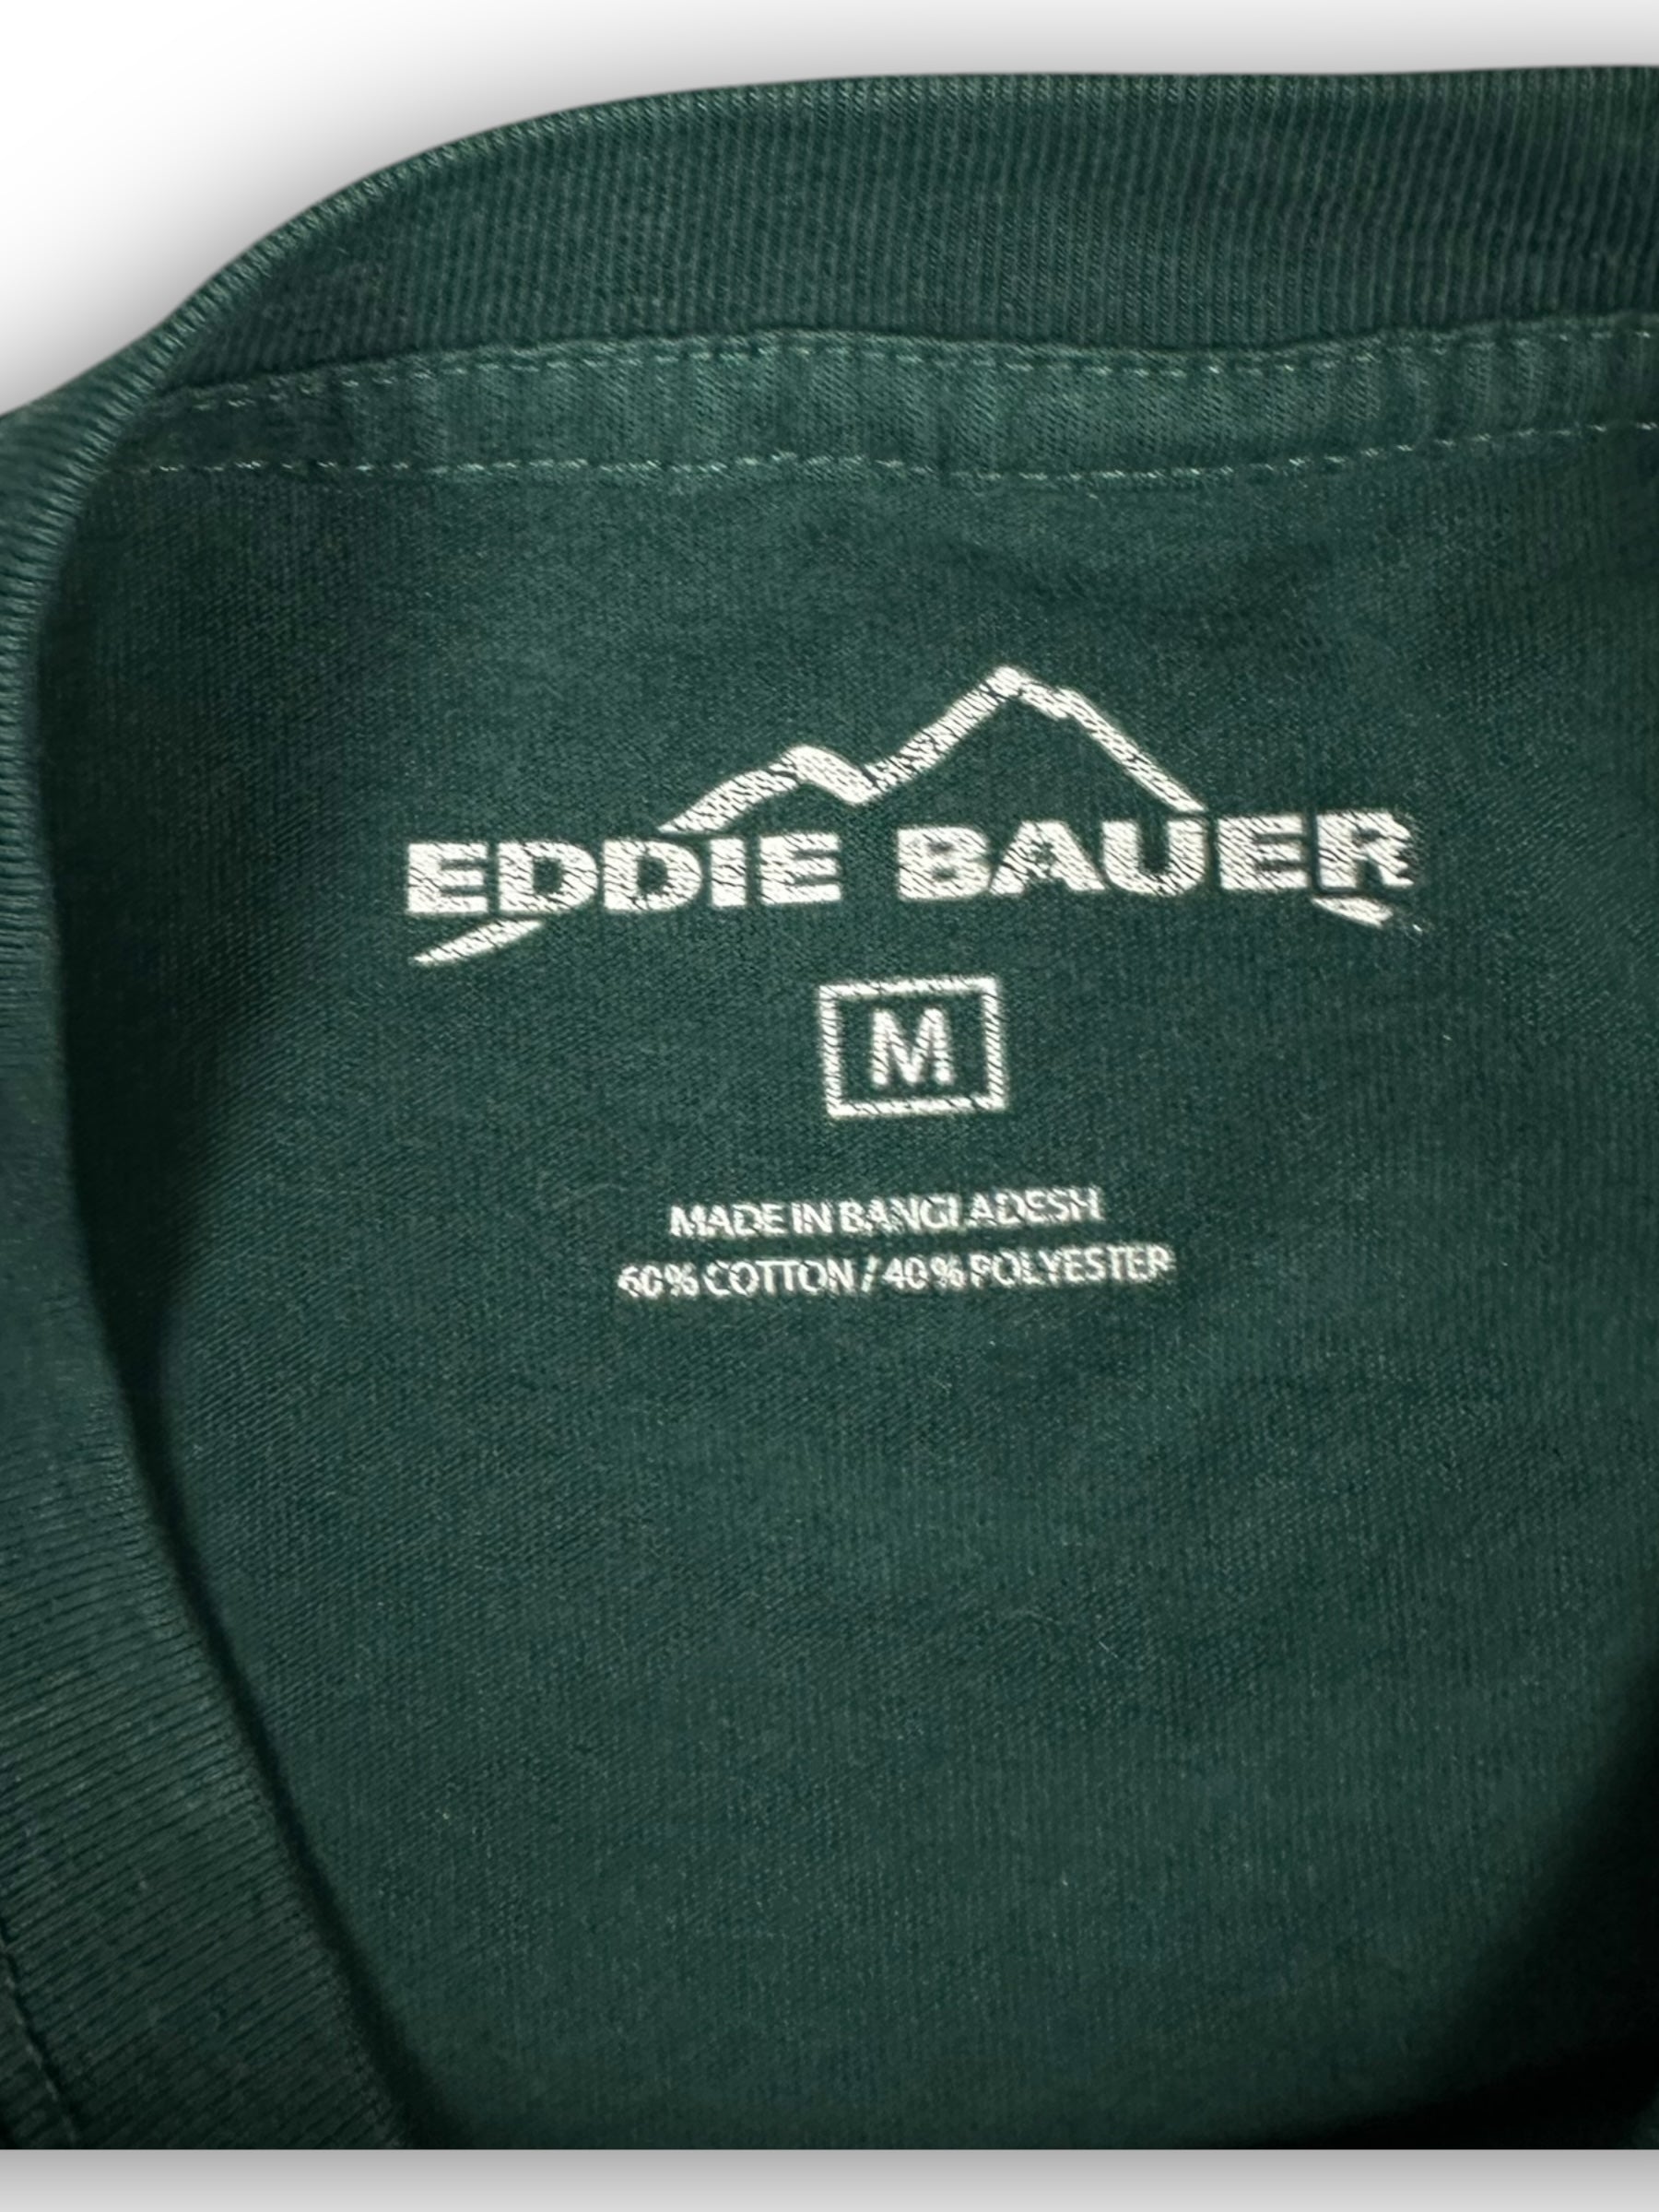 EDDIE BAUER
M
MADE IN BANGLADESH
60% COTTON / 40% POLYESTER